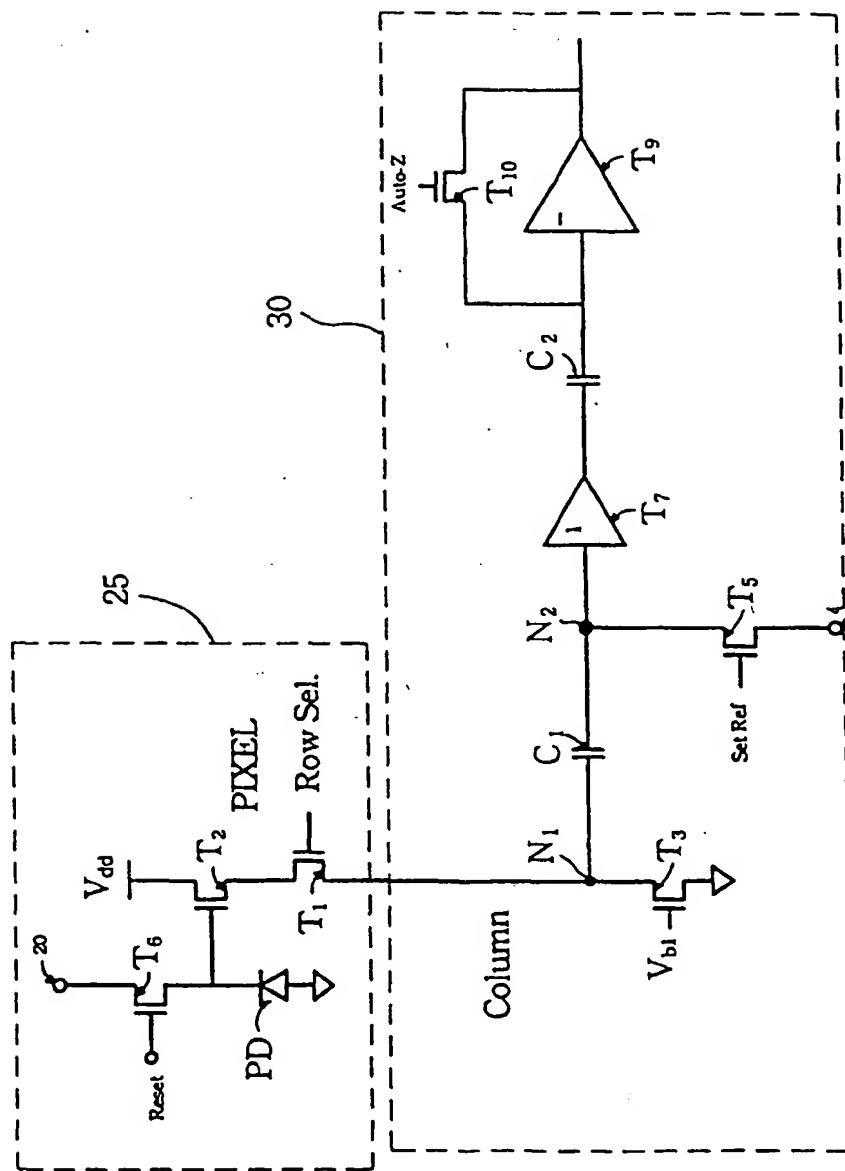 25
30
20
Reset
T6
PD
Vdd
T2
PIXEL
T1
Row Sel.
Column
N1
Vb1
T3
C1
N2
Set Ref
T5
4
1
T7
C2
Auto-Z
T10
-
T9